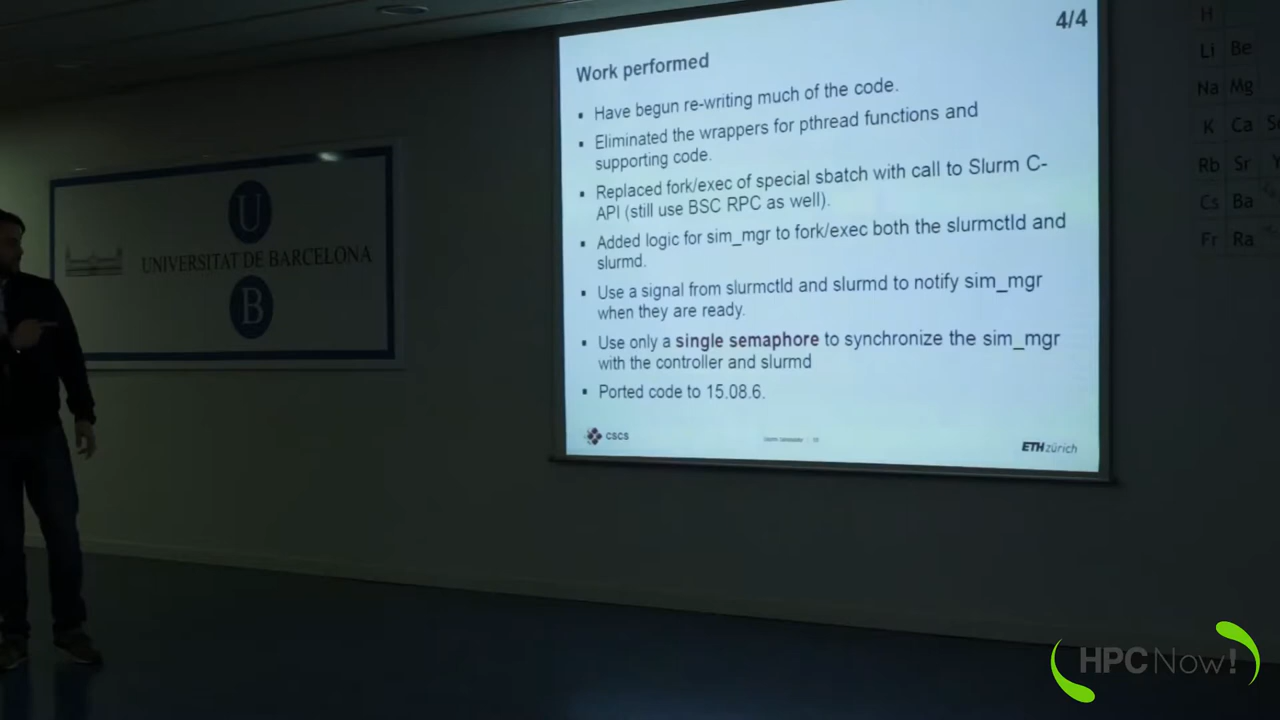 4/4
Work performed
▪ Have begun re-writing much of the code.
▪ Eliminated the wrappers for pthread functions and
supporting code.
▪ Replaced fork/exec of special sbatch with call to Slurm C-
API (still use BSC RPC as well).
▪ Added logic for sim_mgr to fork/exec both the slurmctld and
slurmd.
▪ Use a signal from slurmctld and slurmd to notify sim_mgr
when they are ready.
▪ Use only a single semaphore to synchronize the sim_mgr
with the controller and slurmd
▪ Ported code to 15.08.6.
cscs
ETHzürich
U
UNIVERSITAT DE BARCELONA
B
H
Li Be
Na Mg
K Ca
Rb Sr
Cs Ba
Fr Ra
HPCNow!